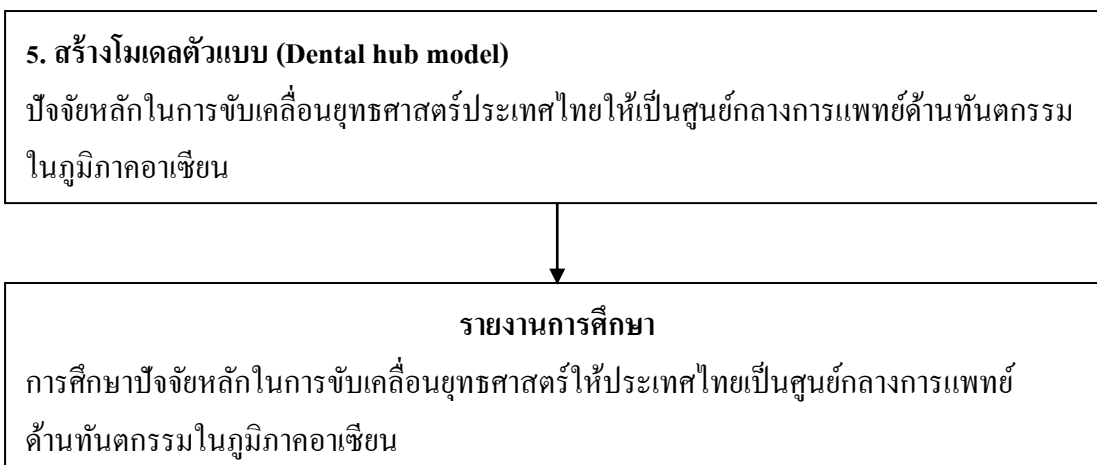 5. สร้างโมเดลตัวแบบ (Dental hub model)
ปัจจัยหลักในการขับเคลื่อนยุทธศาสตร์ประเทศไทยให้เป็นศูนย์กลางการแพทย์ด้านทันตกรรม
ในภูมิภาคอาเซียน
รายงานการศึกษา
การศึกษาปัจจัยหลักในการขับเคลื่อนยุทธศาสตร์ให้ประเทศไทยเป็นศูนย์กลางการแพทย์
ด้านทันตกรรมในภูมิภาคอาเซียน